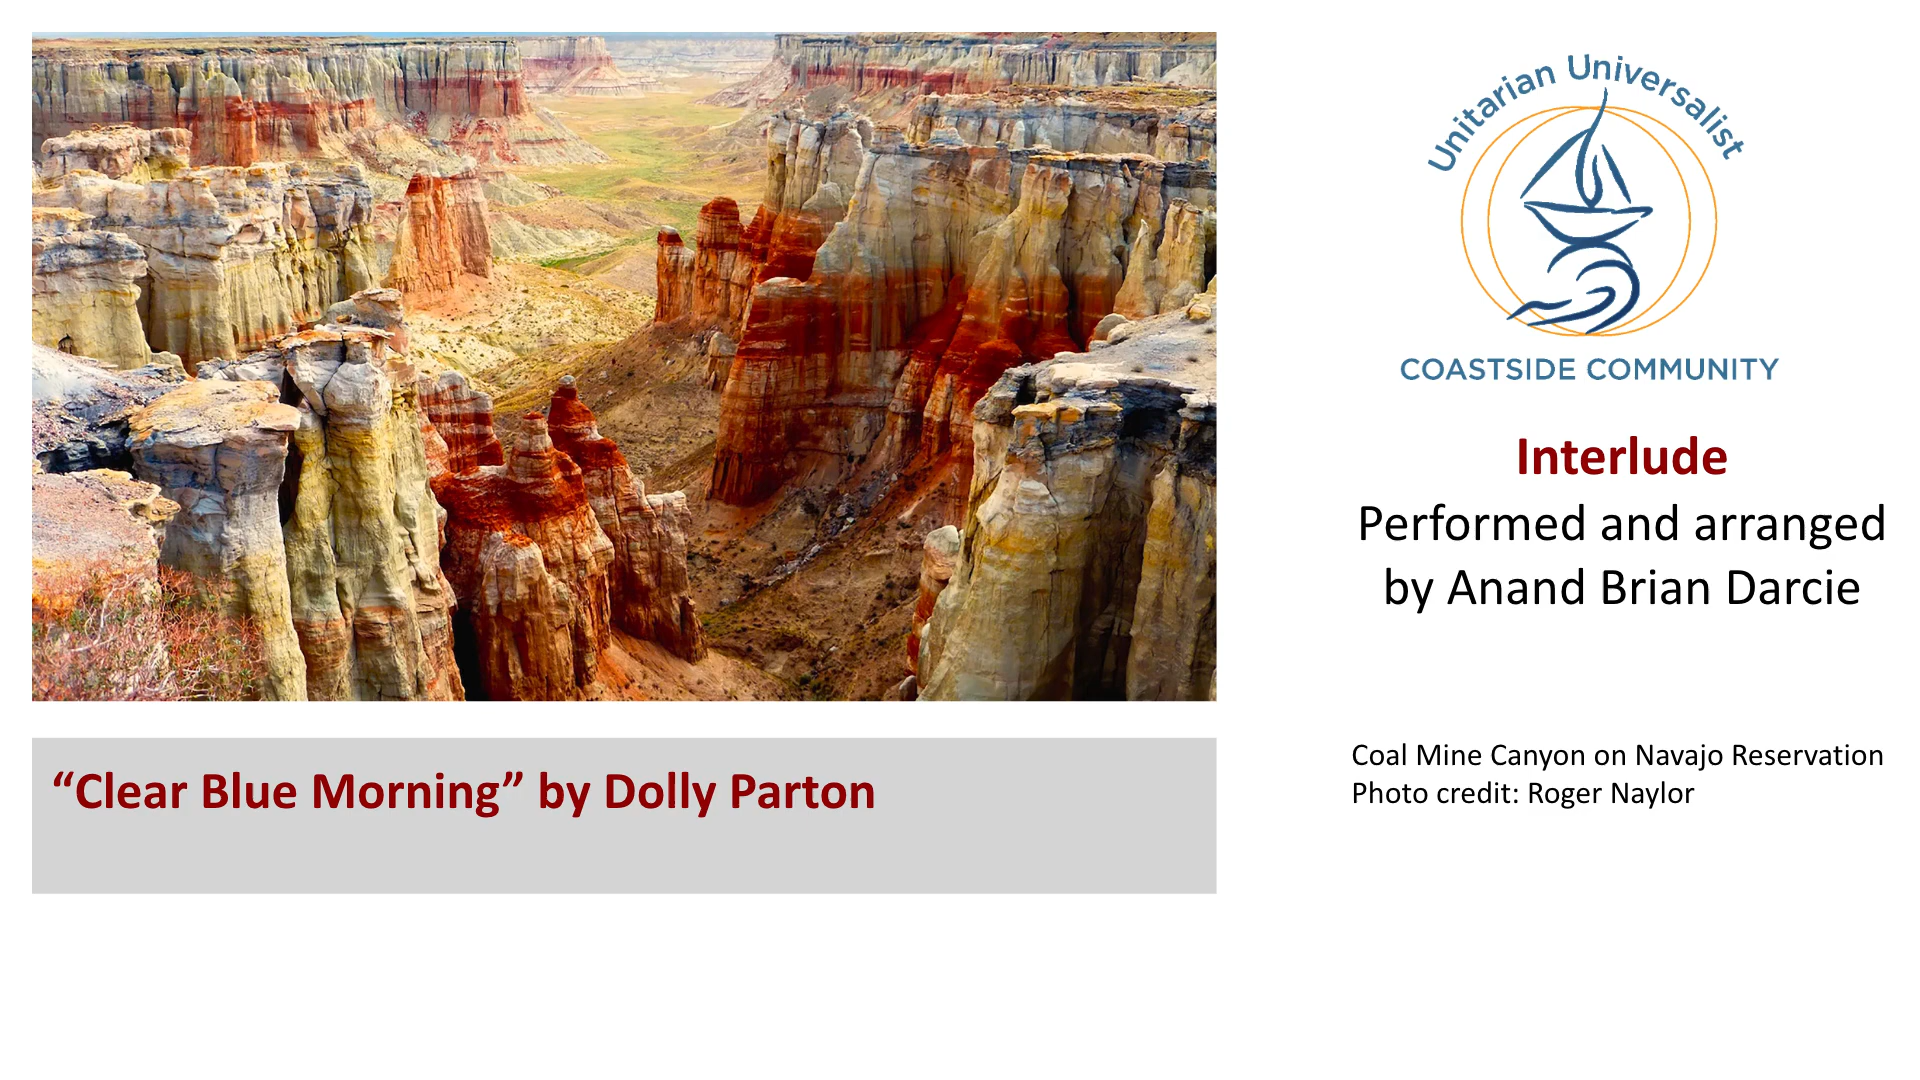 Unitarian Universalist
COASTSIDE COMMUNITY
Interlude
Performed and arranged
by Anand Brian Darcie
Coal Mine Canyon on Navajo Reservation
Photo credit: Roger Naylor
“Clear Blue Morning” by Dolly Parton